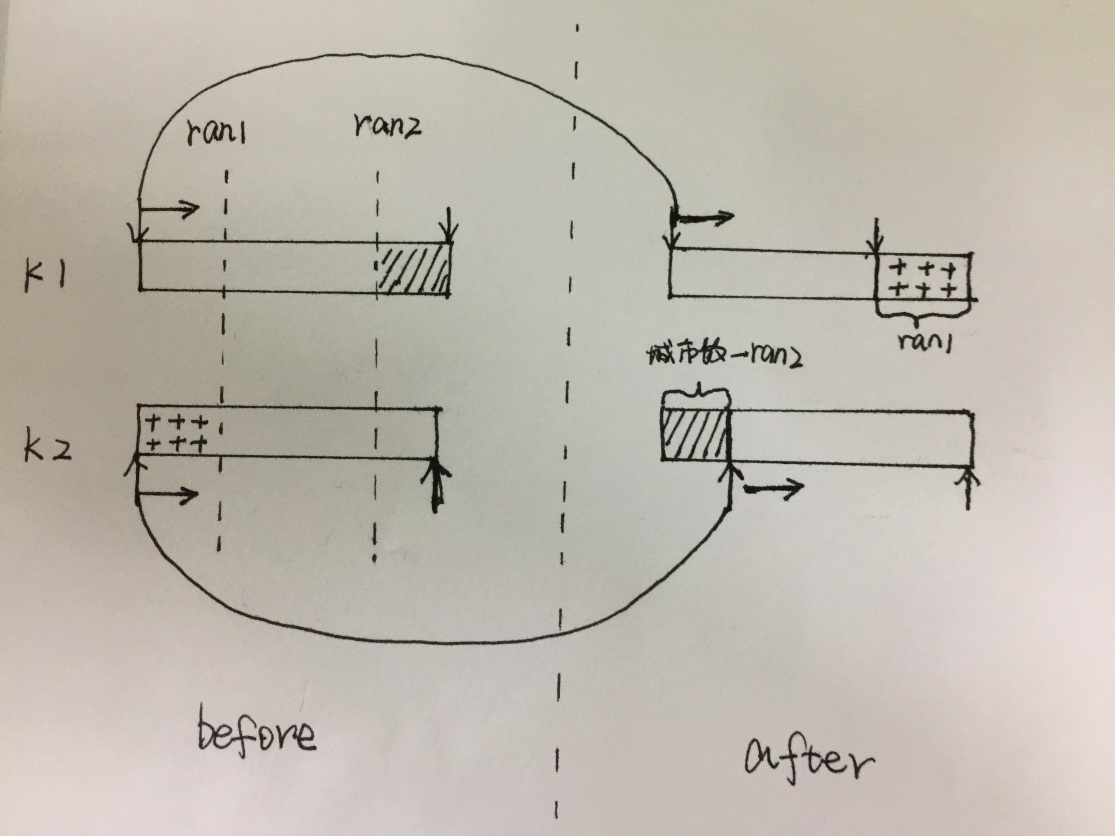 ran1
ran2
K1
ran1
城市数-ran2
K2
before
after